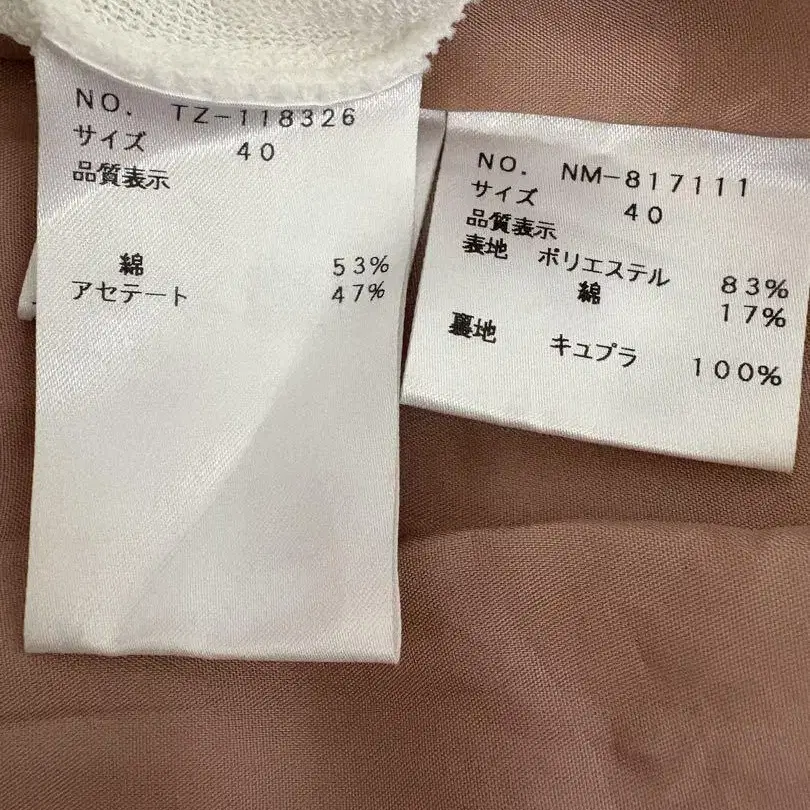 NO. TZ-118326
サイズ 40
品質表示
綿 53%
アセテート 47%
NO. NM-817111
サイズ 40
品質表示
表地 ポリエステル 83%
綿 17%
裏地 キュプラ 100%